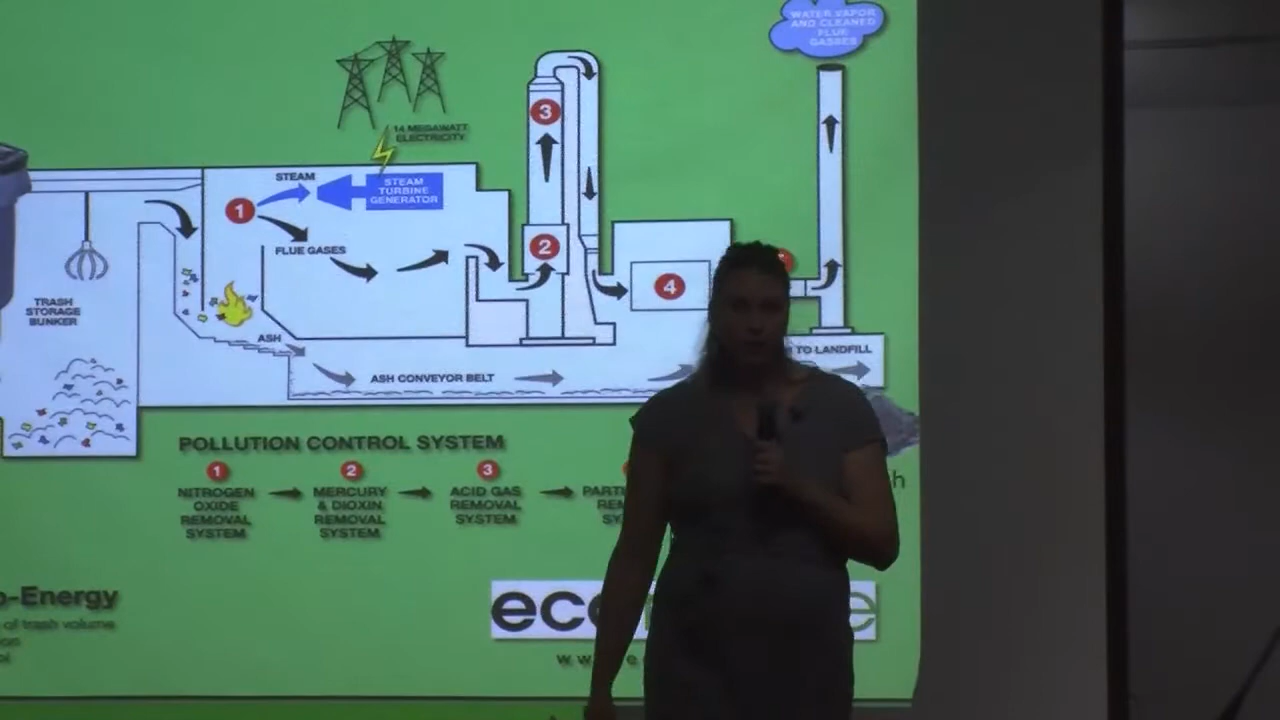 WATER VAPOR
AND CLEANED
FLUE
GASSES
14 MEGAWATT
ELECTRICITY
3
STEAM
STEAM
TURBINE
GENERATOR
1
FLUE GASES
2
4
TRASH
STORAGE
BUNKER
ASH
TO LANDFILL
ASH CONVEYOR BELT
POLLUTION CONTROL SYSTEM
1
2
3
NITROGEN
OXIDE
REMOVAL
SYSTEM
MERCURY
& DIOXIN
REMOVAL
SYSTEM
ACID GAS
REMOVAL
SYSTEM
o-Energy
of trash volume